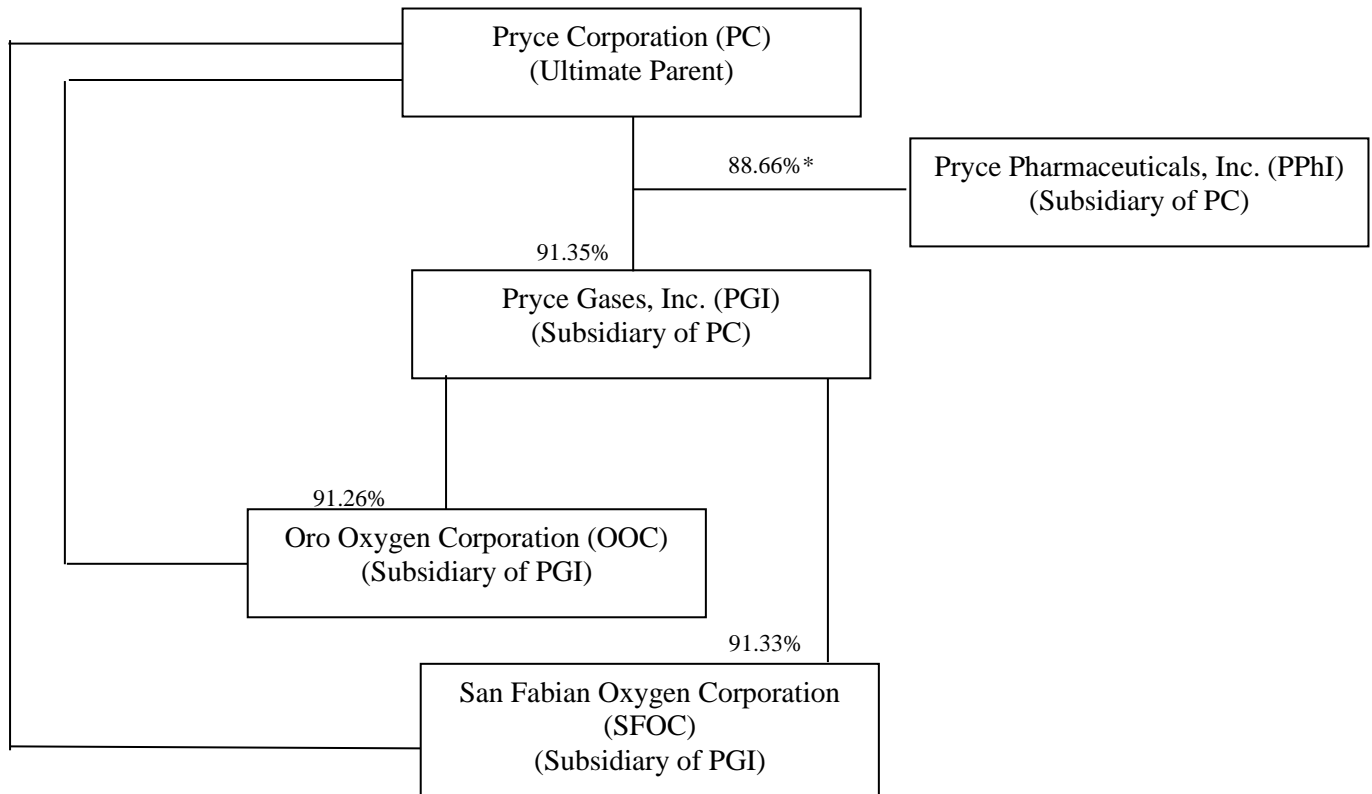 Pryce Corporation (PC)
(Ultimate Parent)
88.66%*
Pryce Pharmaceuticals, Inc. (PPhI)
(Subsidiary of PC)
91.35%
Pryce Gases, Inc. (PGI)
(Subsidiary of PC)
91.26%
Oro Oxygen Corporation (OOC)
(Subsidiary of PGI)
91.33%
San Fabian Oxygen Corporation
(SFOC)
(Subsidiary of PGI)